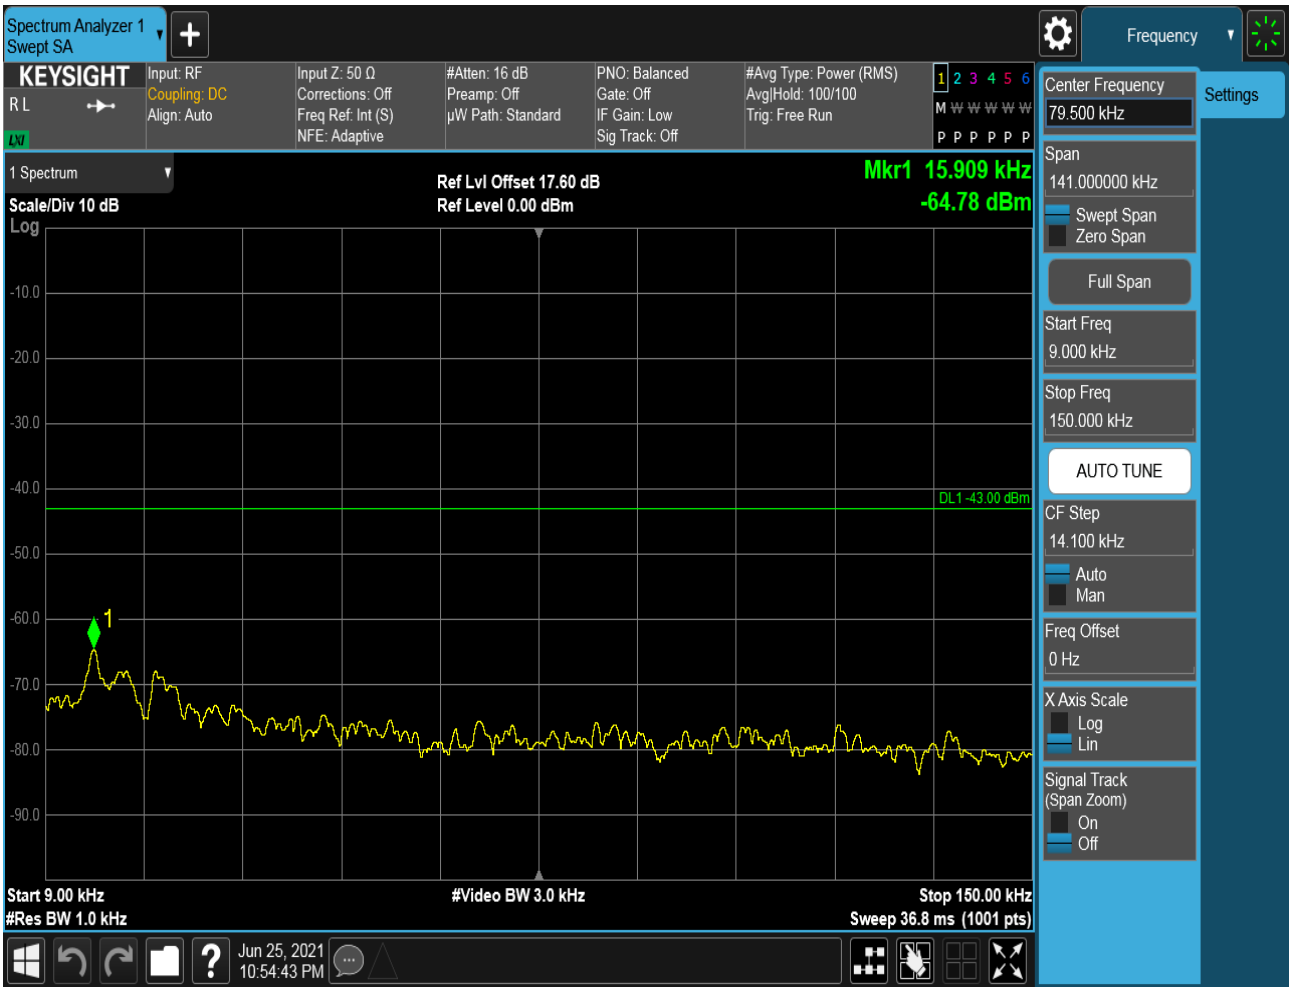 Spectrum Analyzer 1
Swept SA
Frequency
KEYSIGHT
R L
LXI
Input: RF
Coupling: DC
Align: Auto
Input Z: 50 Ω
Corrections: Off
Freq Ref: Int (S)
NFE: Adaptive
#Atten: 16 dB
Preamp: Off
µW Path: Standard
PNO: Balanced
Gate: Off
IF Gain: Low
Sig Track: Off
#Avg Type: Power (RMS)
Avg|Hold: 100/100
Trig: Free Run
1 2 3 4 5 6
M W W W W W
P P P P P P
1 Spectrum
Scale/Div 10 dB
Log
Ref Lvl Offset 17.60 dB
Ref Level 0.00 dBm
Mkr1 15.909 kHz
-64.78 dBm
-10.0
-20.0
-30.0
-40.0
DL1 -43.00 dBm
-50.0
-60.0
1
-70.0
-80.0
-90.0
Start 9.00 kHz
#Video BW 3.0 kHz
Stop 150.00 kHz
#Res BW 1.0 kHz
Sweep 36.8 ms (1001 pts)
Jun 25, 2021
10:54:43 PM
Center Frequency
79.500 kHz
Settings
Span
141.000000 kHz
Swept Span
Zero Span
Full Span
Start Freq
9.000 kHz
Stop Freq
150.000 kHz
AUTO TUNE
CF Step
14.100 kHz
Auto
Man
Freq Offset
0 Hz
X Axis Scale
Log
Lin
Signal Track
(Span Zoom)
On
Off